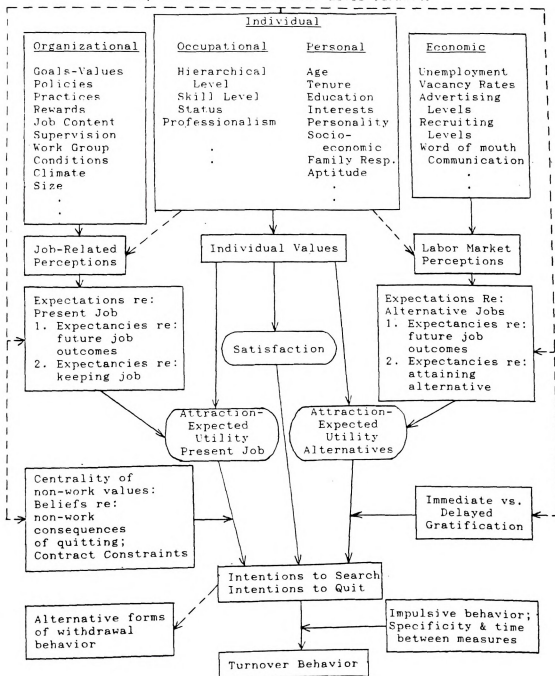 Individual
Organizational
Goals-Values
Policies
Practices
Rewards
Job Content
Supervision
Work Group
Conditions
Climate
Size
.
.
Occupational
Hierarchical
Level
Skill Level
Status
Professionalism
.
.
Personal
Age
Tenure
Education
Interests
Personality
Socio-
economic
Family Resp.
Aptitude
.
.
Economic
Unemployment
Vacancy Rates
Advertising
Levels
Recruiting
Levels
Word of mouth
Communication
.
.
Job-Related
Perceptions
Individual Values
Labor Market
Perceptions
Expectations re:
Present Job
1. Expectancies re:
future job
outcomes
2. Expectancies re:
keeping job
Satisfaction
Expectations Re:
Alternative Jobs
1. Expectancies re:
future job
outcomes
2. Expectancies re:
attaining
alternative
Attraction-
Expected
Utility
Present Job
Attraction-
Expected
Utility
Alternatives
Centrality of
non-work values:
Beliefs re:
non-work
consequences
of quitting;
Contract Constraints
Immediate vs.
Delayed
Gratification
Intentions to Search
Intentions to Quit
Alternative forms
of withdrawal
behavior
Impulsive behavior;
Specificity & time
between measures
Turnover Behavior